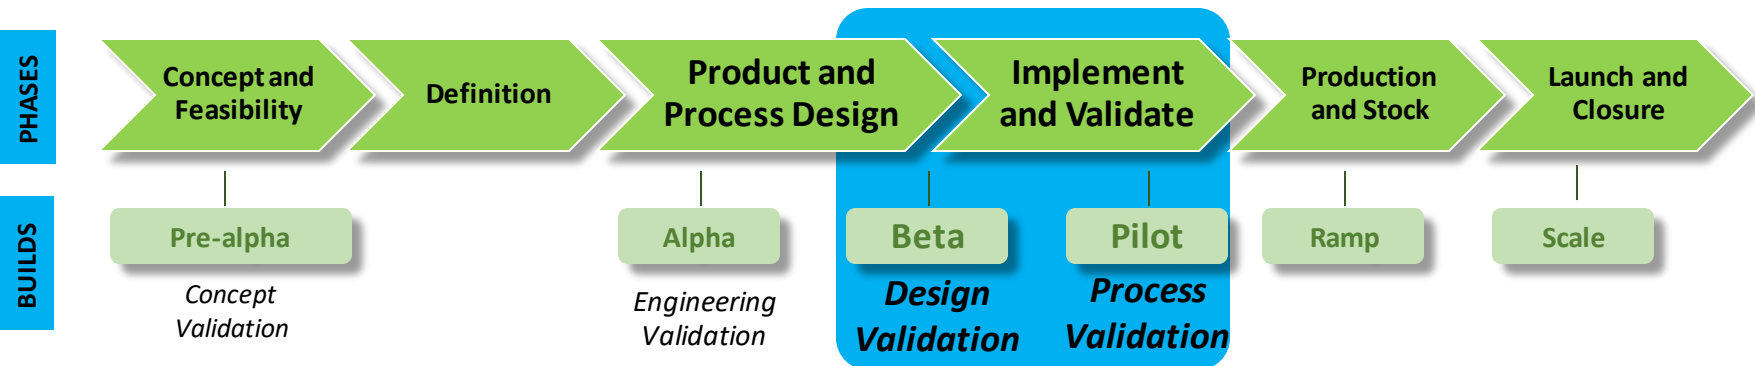 PHASES
Concept and
Feasibility
Definition
Product and
Process Design
Implement
and Validate
Production
and Stock
Launch and
Closure
BUILDS
Pre-alpha
Alpha
Beta
Pilot
Ramp
Scale
Concept
Validation
Engineering
Validation
Design
Validation
Process
Validation